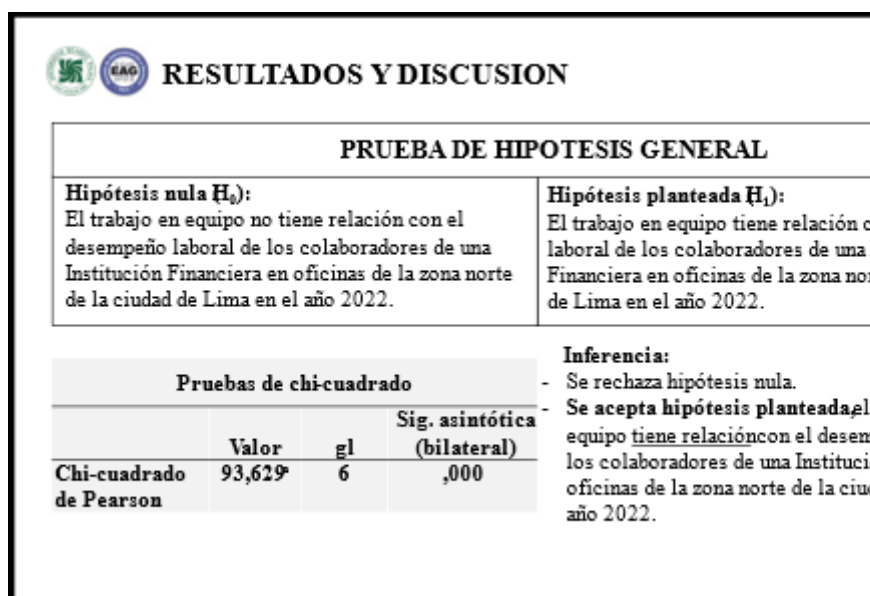 EAG
RESULTADOS Y DISCUSION
PRUEBA DE HIPOTESIS GENERAL
Hipótesis nula (H₀):
El trabajo en equipo no tiene relación con el
desempeño laboral de los colaboradores de una
Institución Financiera en oficinas de la zona norte
de la ciudad de Lima en el año 2022.
Hipótesis planteada (H₁):
El trabajo en equipo tiene relación
laboral de los colaboradores de una
Financiera en oficinas de la zona
de Lima en el año 2022.
Pruebas de chi-cuadrado
Valor gl Sig. asintótica
(bilateral)
Chi-cuadrado 93,629ᵃ 6 ,000
de Pearson
Inferencia:
- Se rechaza hipótesis nula.
- Se acepta hipótesis planteada, el
equipo tiene relación con el
los colaboradores de una
oficinas de la zona norte de la
año 2022.